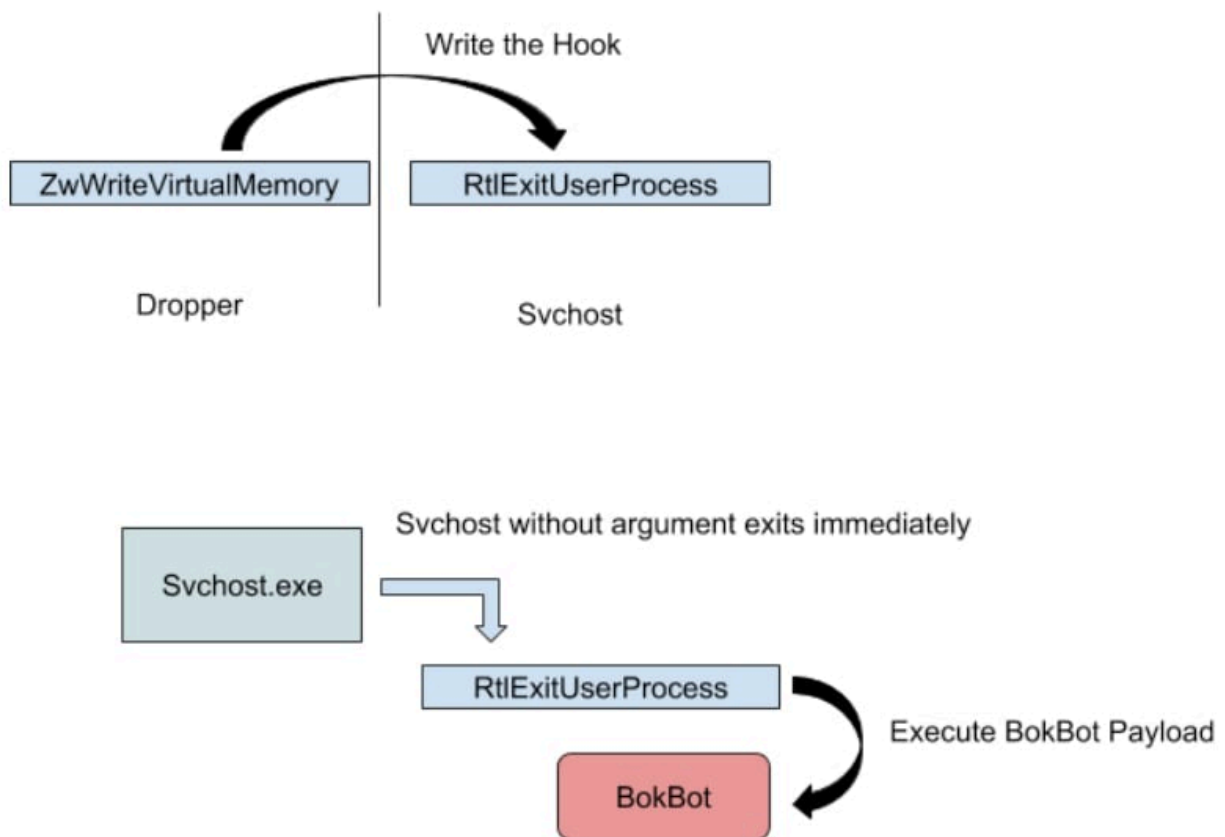 Write the Hook
ZwWriteVirtualMemory
RtlExitUserProcess
Dropper
Svchost
Svchost without argument exits immediately
Svchost.exe
RtlExitUserProcess
Execute BokBot Payload
BokBot